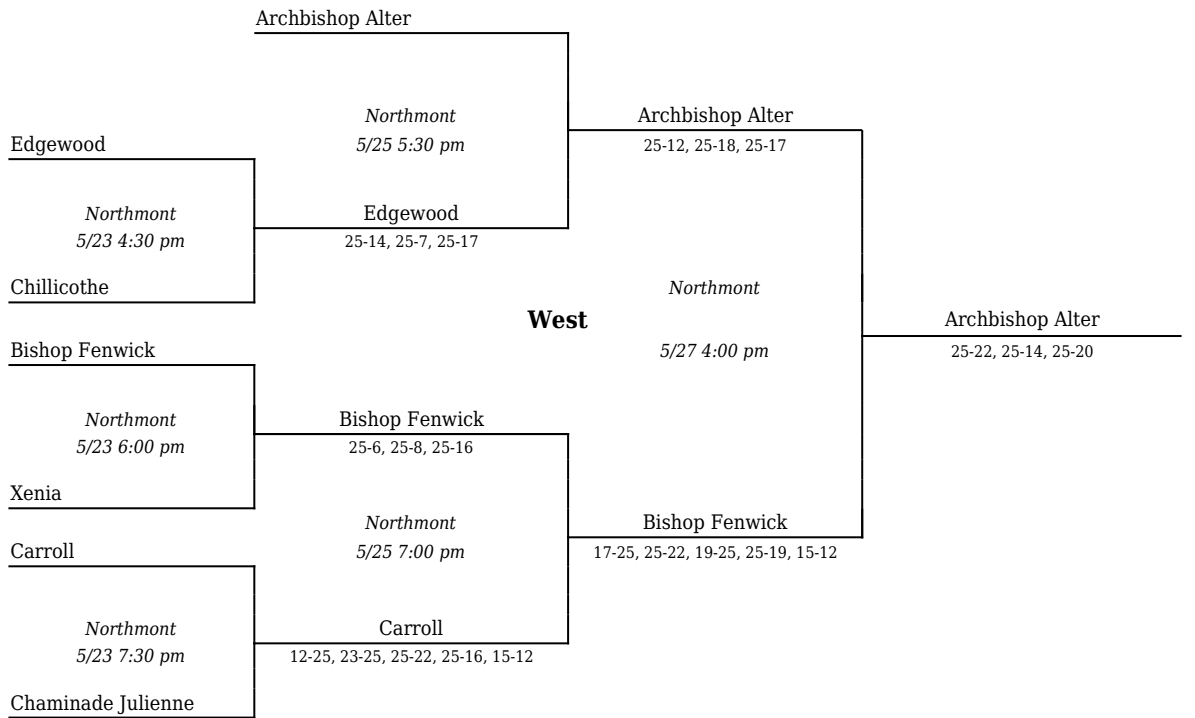 Archbishop Alter
Northmont
5/25 5:30 pm
Archbishop Alter
25-12, 25-18, 25-17
Edgewood
Northmont
5/23 4:30 pm
Edgewood
25-14, 25-7, 25-17
Chillicothe
West
Northmont
5/27 4:00 pm
Archbishop Alter
25-22, 25-14, 25-20
Bishop Fenwick
Northmont
5/23 6:00 pm
Bishop Fenwick
25-6, 25-8, 25-16
Xenia
Northmont
5/25 7:00 pm
Bishop Fenwick
17-25, 25-22, 19-25, 25-19, 15-12
Carroll
Northmont
5/23 7:30 pm
Carroll
12-25, 23-25, 25-22, 25-16, 15-12
Chaminade Julienne